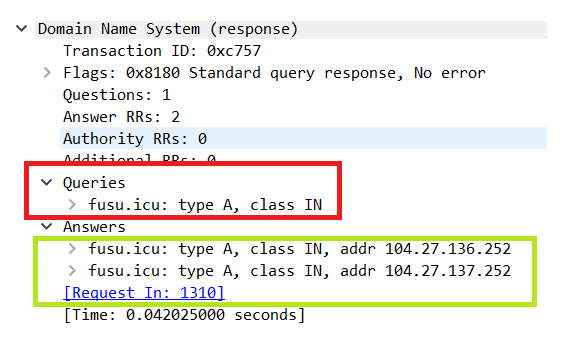 Domain Name System (response)
Transaction ID: 0xc757
Flags: 0x8180 Standard query response, No error
Questions: 1
Answer RRs: 2
Authority RRs: 0
Additional RRs: 0
Queries
fusu.icu: type A, class IN
Answers
fusu.icu: type A, class IN, addr 104.27.136.252
fusu.icu: type A, class IN, addr 104.27.137.252
[Request In: 1310]
[Time: 0.042025000 seconds]